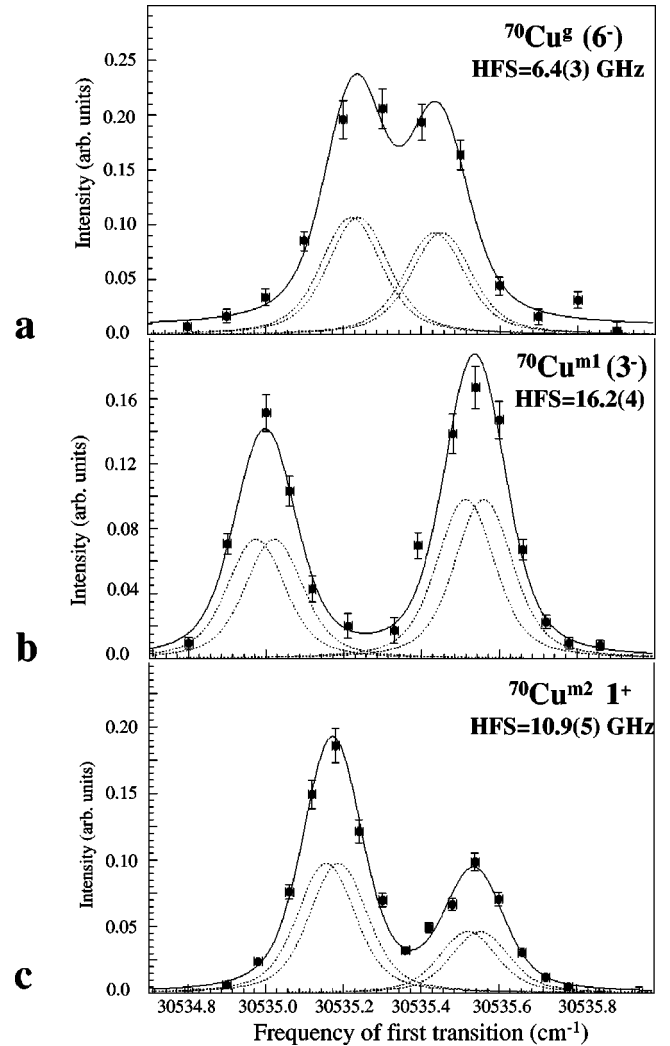 ⁷⁰Cuᵍ (6⁻)
HFS=6.4(3) GHz
0.25
0.20
0.15
0.10
0.05
0.0
Intensity (arb. units)
a
⁷⁰Cuᵐ¹ (3⁻)
HFS=16.2(4)
0.16
0.12
0.08
0.04
0.0
Intensity (arb. units)
b
⁷⁰Cuᵐ² 1⁺
HFS=10.9(5) GHz
0.20
0.15
0.10
0.05
0.0
Intensity (arb. units)
c
30534.8 30535.0 30535.2 30535.4 30535.6 30535.8
Frequency of first transition (cm⁻¹)